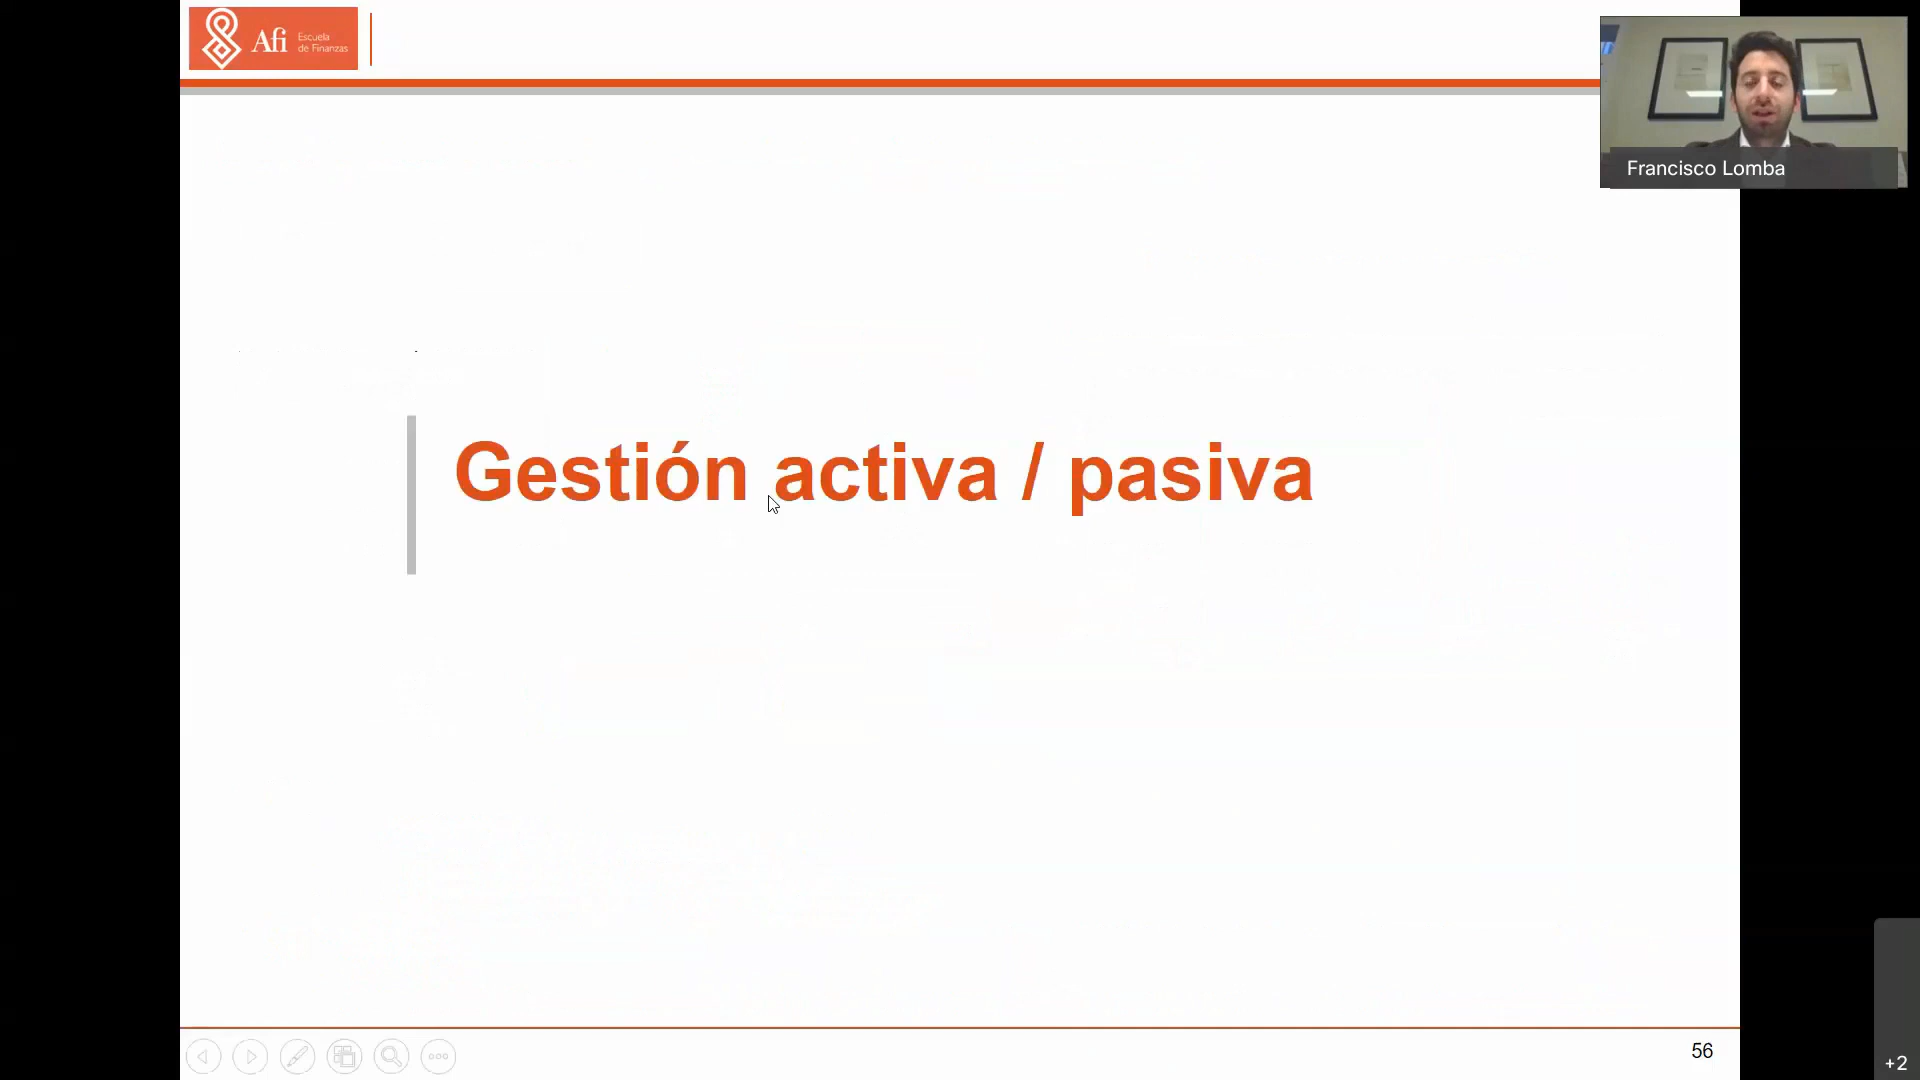 Afi
Escuela
de Finanzas
Francisco Lomba
Gestión activa / pasiva
56
+2